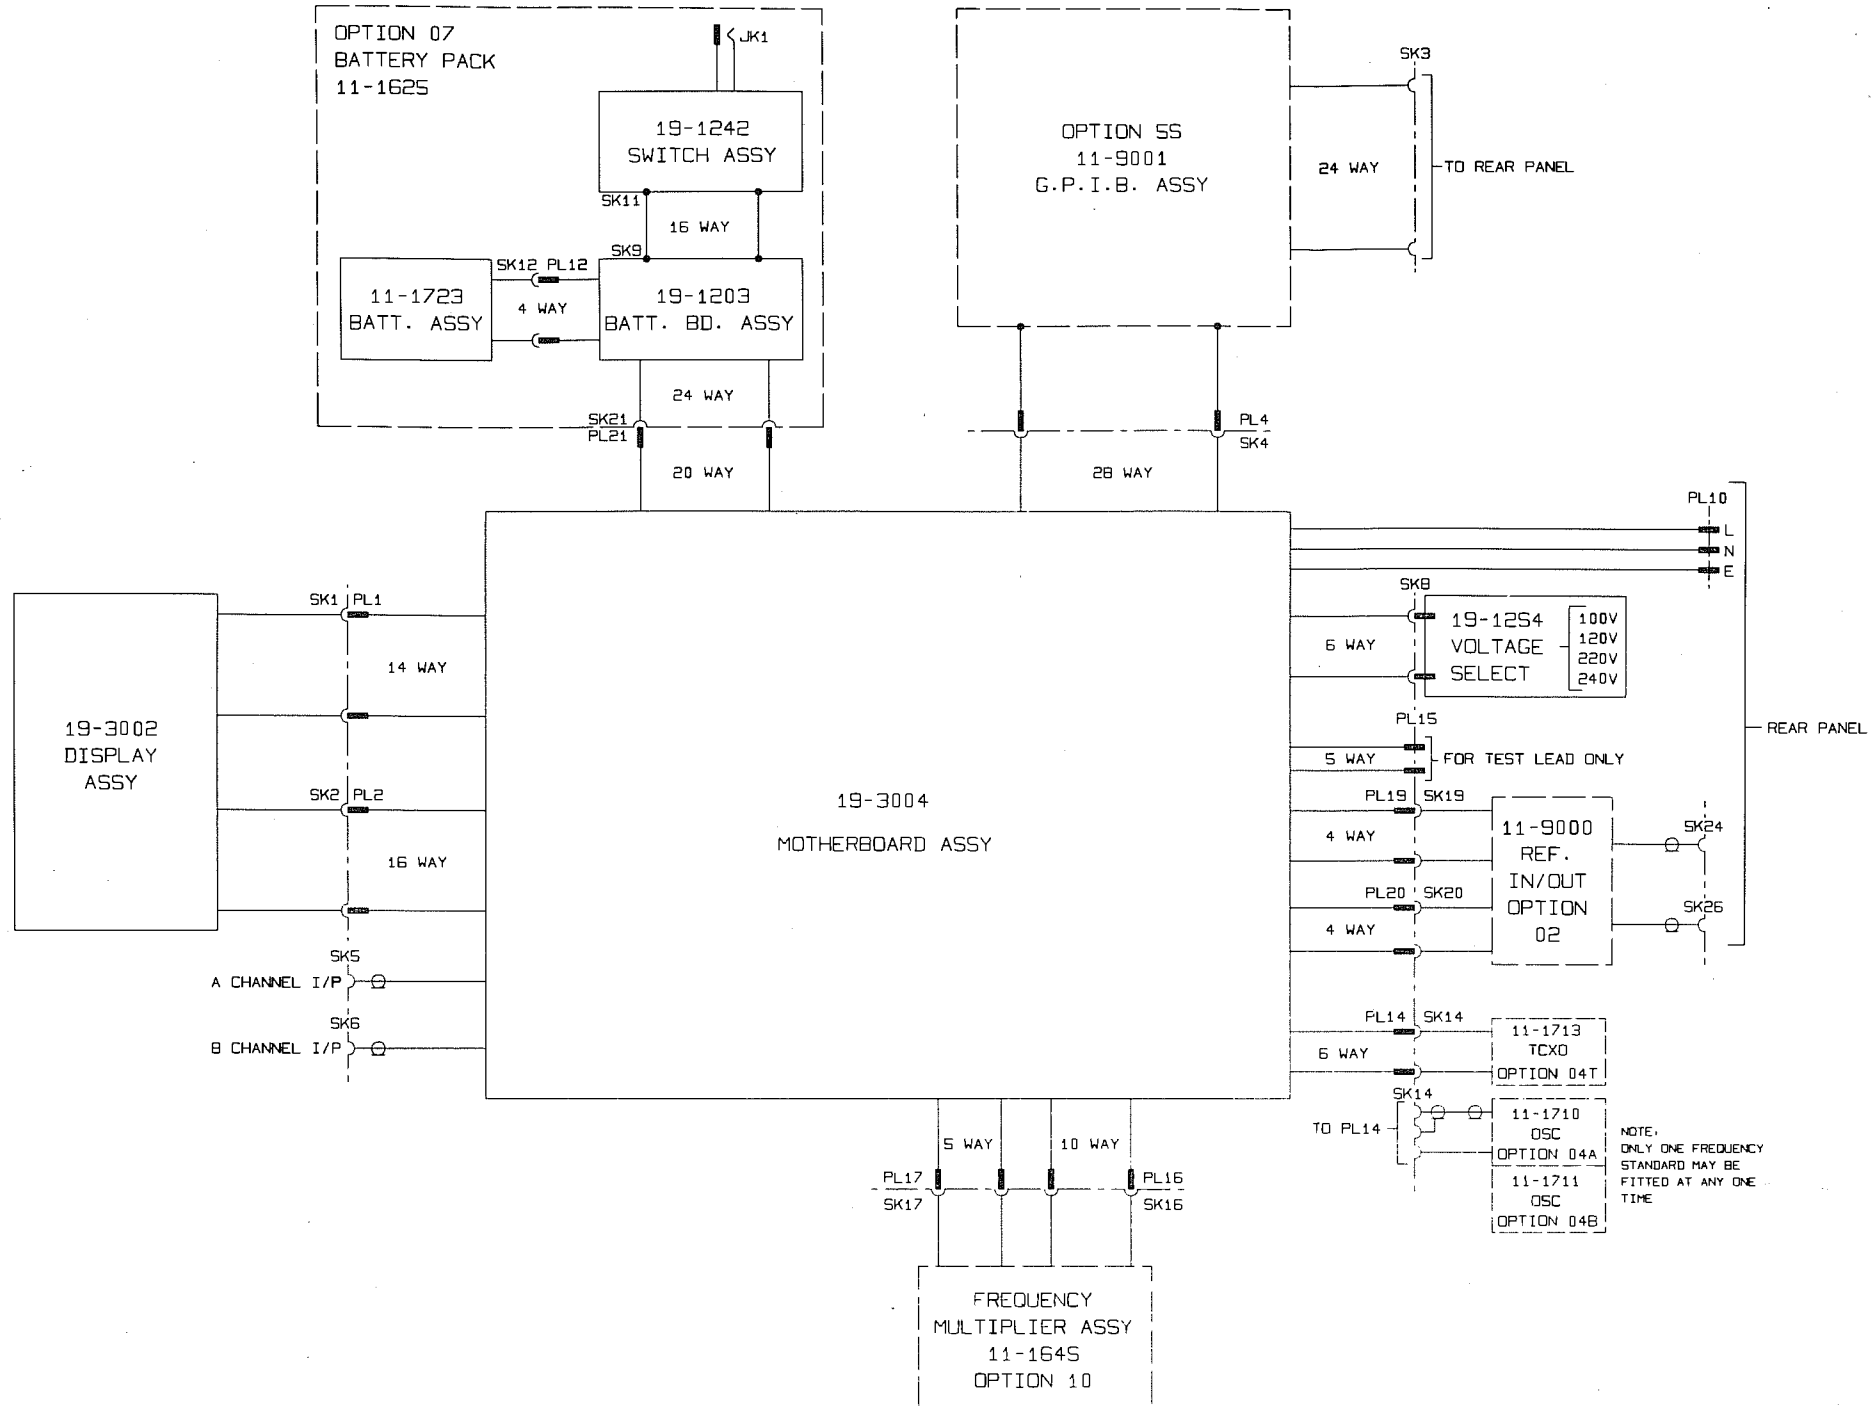 OPTION 07
BATTERY PACK
11-1625
JK1
19-1242
SWITCH ASSY
SK11
16 WAY
SK9
SK12 PL12
11-1723
BATT. ASSY
4 WAY
19-1203
BATT. BD. ASSY
24 WAY
SK21
PL21
20 WAY
OPTION 55
11-9001
G.P.I.B. ASSY
SK3
24 WAY
TO REAR PANEL
PL4
SK4
28 WAY
PL10
L
N
E
SK8
19-1254
VOLTAGE
SELECT
100V
120V
220V
240V
6 WAY
PL15
5 WAY
FOR TEST LEAD ONLY
REAR PANEL
SK1 PL1
14 WAY
19-3002
DISPLAY
ASSY
SK2 PL2
16 WAY
SK5
A CHANNEL I/P
SK6
B CHANNEL I/P
19-3004
MOTHERBOARD ASSY
PL19 SK19
4 WAY
PL20 SK20
4 WAY
11-9000
REF.
IN/OUT
OPTION
02
SK24
SK26
PL14 SK14
6 WAY
11-1713
TCXO
OPTION 04T
SK14
TO PL14
11-1710
OSC
OPTION 04A
11-1711
OSC
OPTION 04B
NOTE.
ONLY ONE FREQUENCY
STANDARD MAY BE
FITTED AT ANY ONE
TIME
5 WAY
10 WAY
PL17
SK17
PL16
SK16
FREQUENCY
MULTIPLIER ASSY
11-1645
OPTION 10